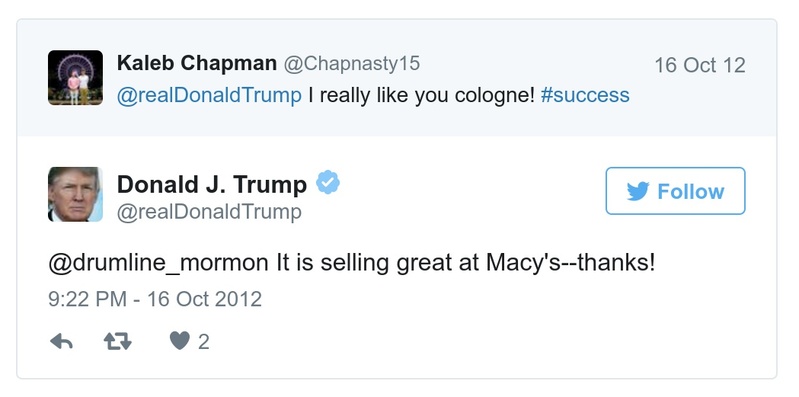 Kaleb Chapman @Chapnasty15 16 Oct 12
@realDonaldTrump I really like you cologne! #success
Donald J. Trump
@realDonaldTrump
Follow
@drumline_mormon It is selling great at Macy's--thanks!
9:22 PM - 16 Oct 2012
2